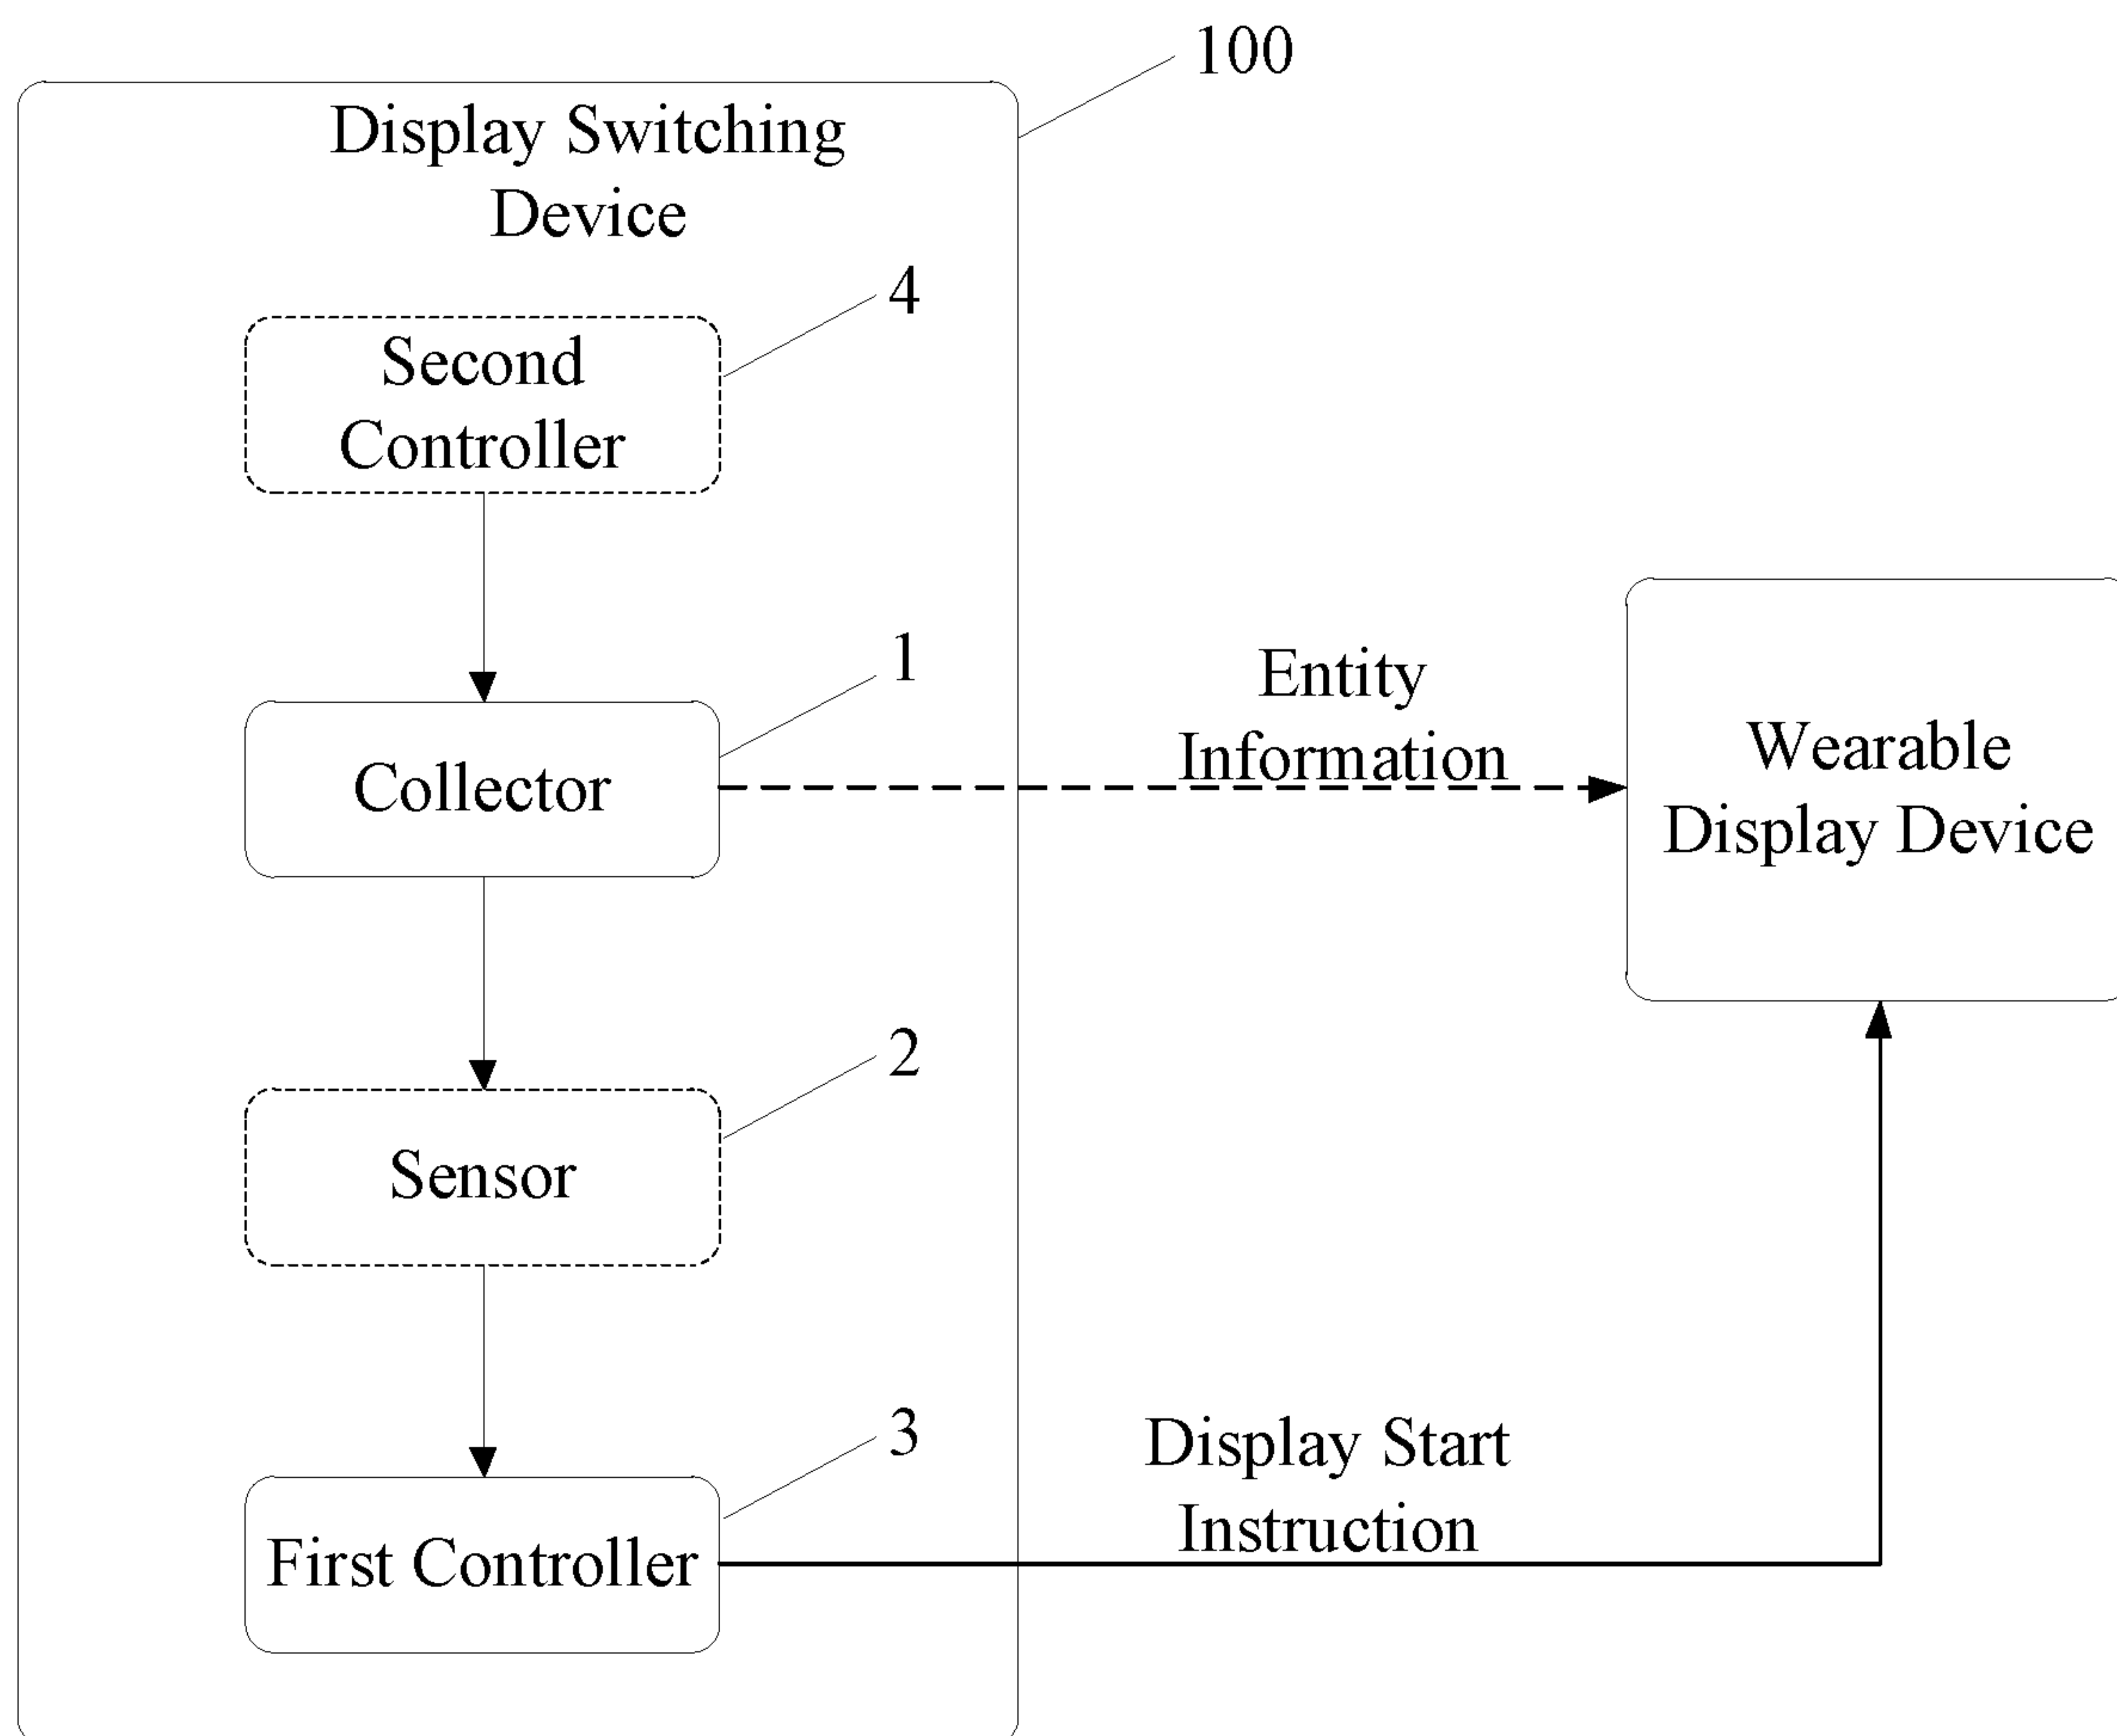 100
Display Switching
Device
4
Second
Controller
1
Collector
Entity
Information
Wearable
Display Device
2
Sensor
3
First Controller
Display Start
Instruction